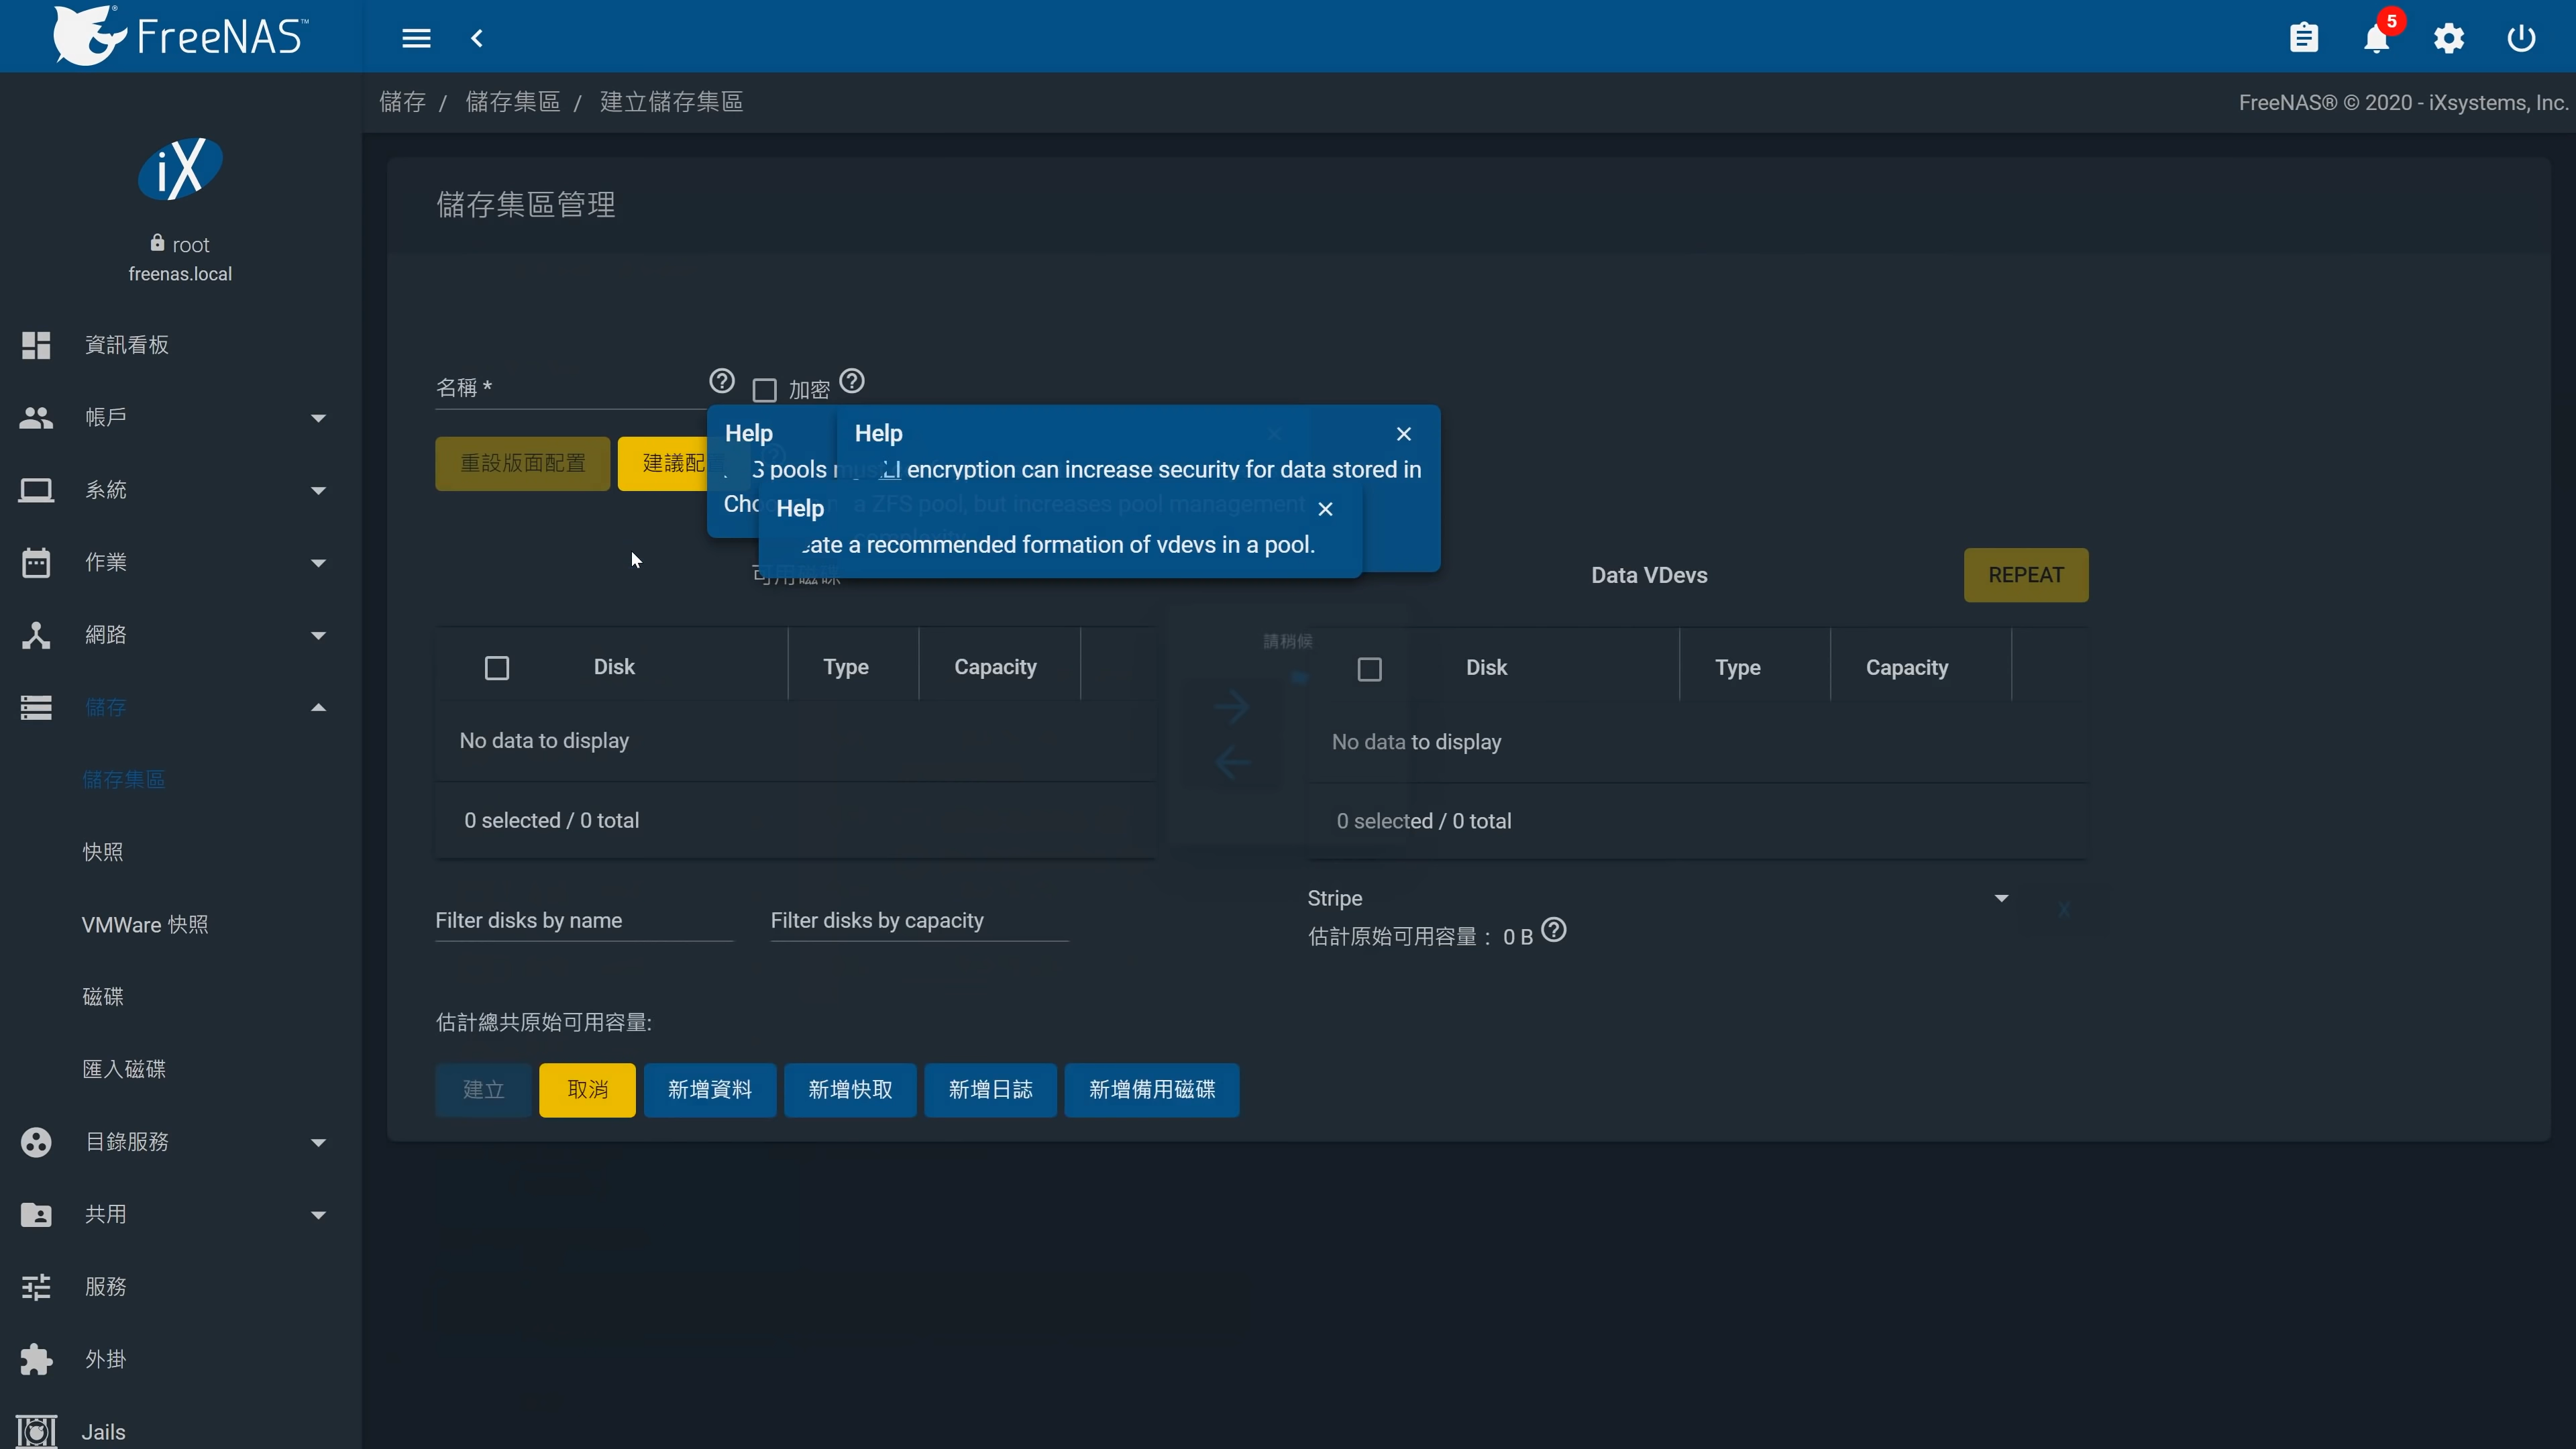 FreeNAS®™
5
儲存 / 儲存集區 / 建立儲存集區
FreeNAS® © 2020 - iXsystems, Inc.
iX
root
freenas.local
資訊看板
帳戶
系統
作業
網路
儲存
儲存集區
快照
VMWare 快照
磁碟
匯入磁碟
目錄服務
共用
服務
外掛
Jails
儲存集區管理
名稱 *
加密
重設版面配置
建議配
Help
Help
S pools must
encryption can increase security for data stored in
a ZFS pool, but increases pool management
Help
a recommended formation of vdevs in a pool.
可用磁碟
Data VDevs
REPEAT
請稍候
Disk Type Capacity
No data to display
0 selected / 0 total
Filter disks by name
Filter disks by capacity
Disk Type Capacity
No data to display
0 selected / 0 total
Stripe
X
估計原始可用容量： 0 B
估計總共原始可用容量:
建立
取消
新增資料
新增快取
新增日誌
新增備用磁碟